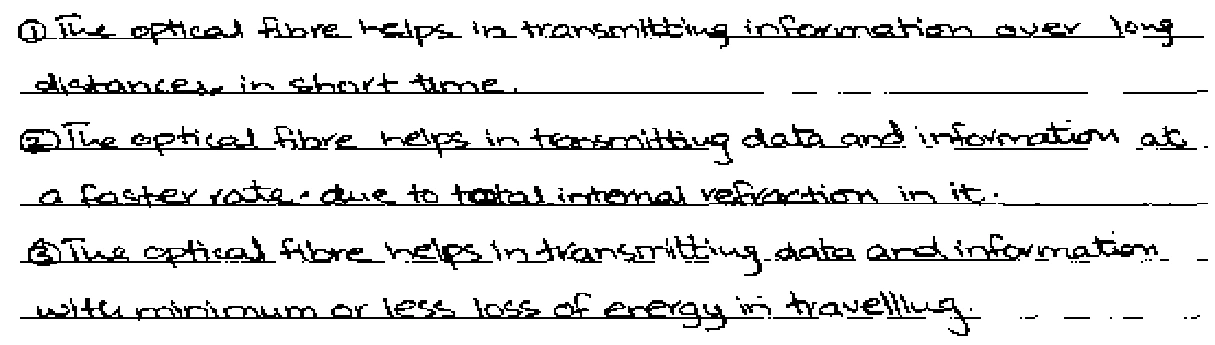 ① The optical fibre helps in transmitting information over long
distances in short time.
② The optical fibre helps in transmitting data and information at
a faster rate. due to total internal refraction in it.
③ The optical fibre helps in transmitting data and information
with minimum or less loss of energy in travelling.